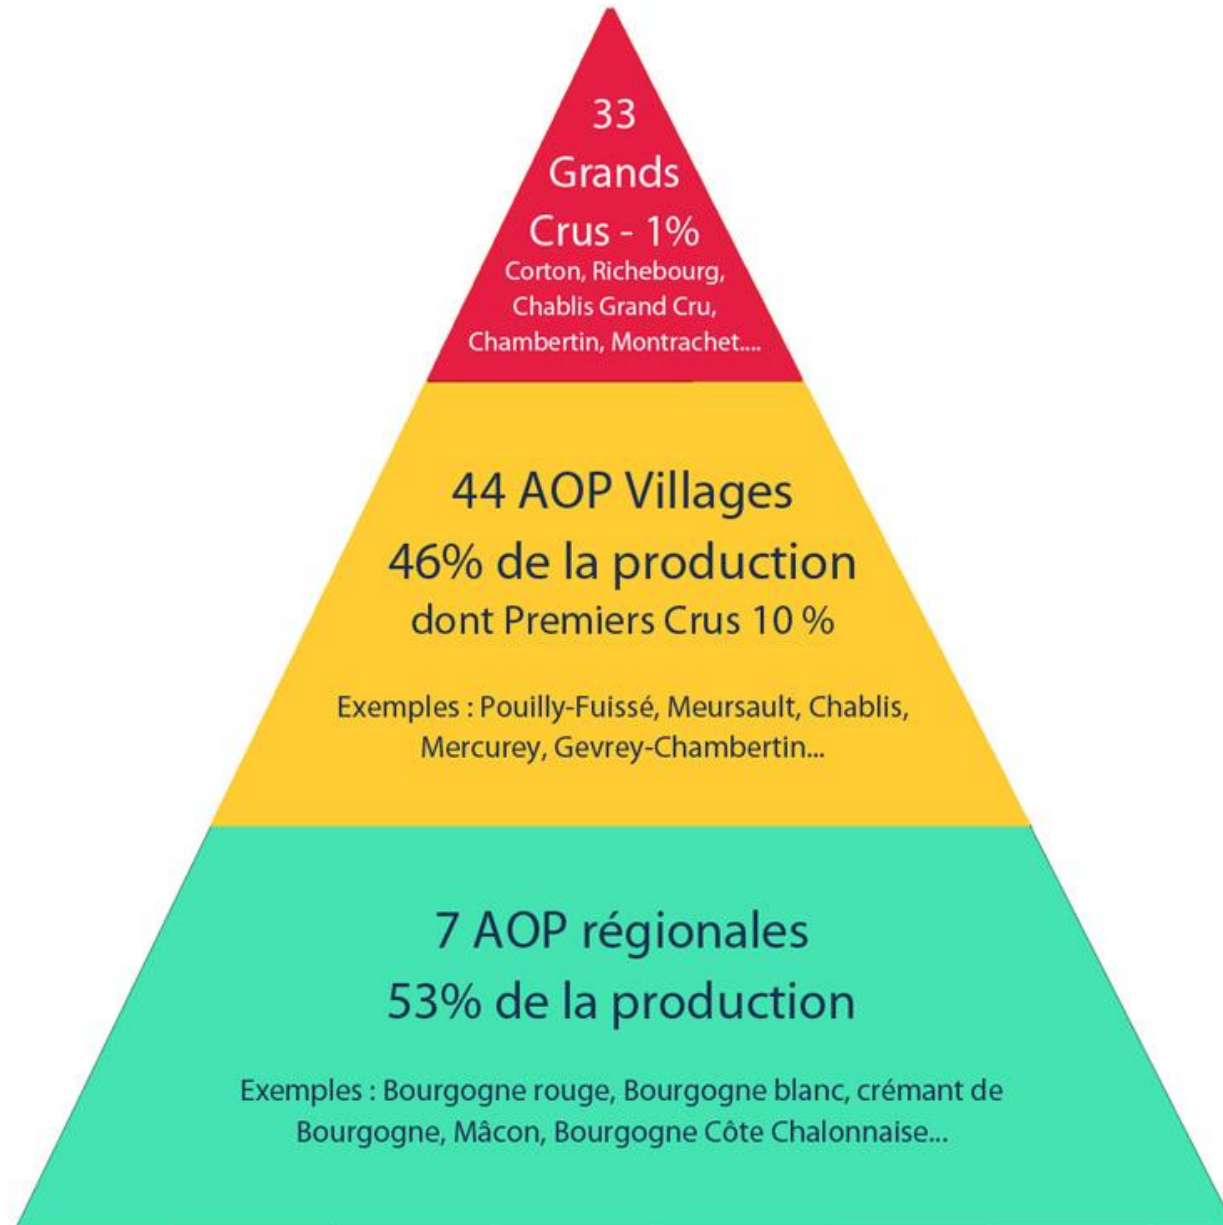 33
Grands
Crus - 1%
Corton, Richebourg,
Chablis Grand Cru,
Chambertin, Montrachet....
44 AOP Villages
46% de la production
dont Premiers Crus 10 %
Exemples : Pouilly-Fuissé, Meursault, Chablis,
Mercurey, Gevrey-Chambertin...
7 AOP régionales
53% de la production
Exemples : Bourgogne rouge, Bourgogne blanc, crémant de
Bourgogne, Mâcon, Bourgogne Côte Chalonnaise...